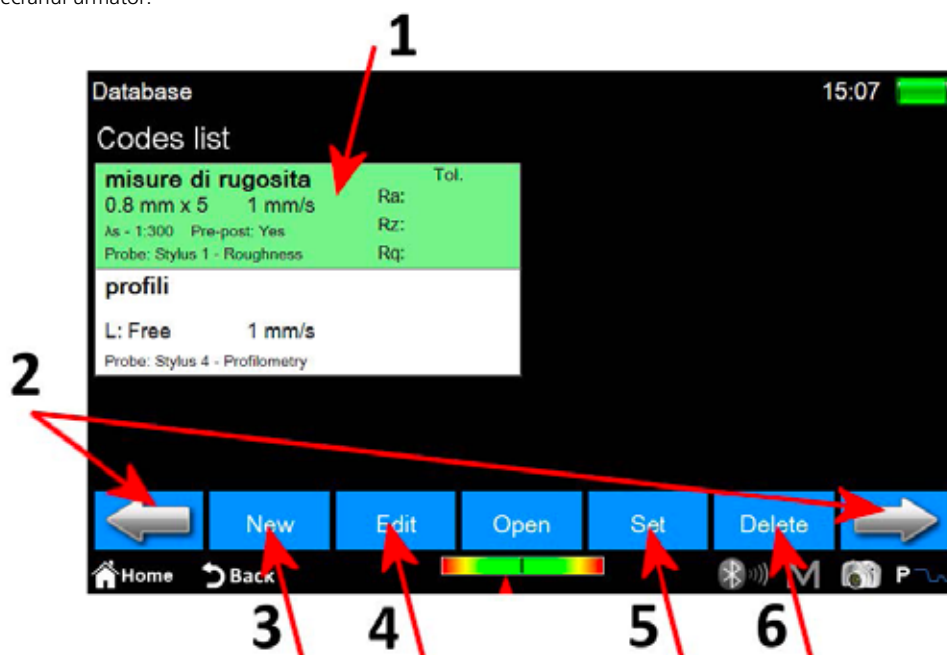 ecranul următor:
1
Database 15:07
Codes list
misure di rugosita Tol.
0.8 mm x 5 1 mm/s Ra:
λs - 1:300 Pre-post: Yes Rz:
Probe: Stylus 1 - Roughness Rq:
profili
L: Free 1 mm/s
Probe: Stylus 4 - Profilometry
2
New Edit Open Set Delete
Home Back M P
3 4 5 6